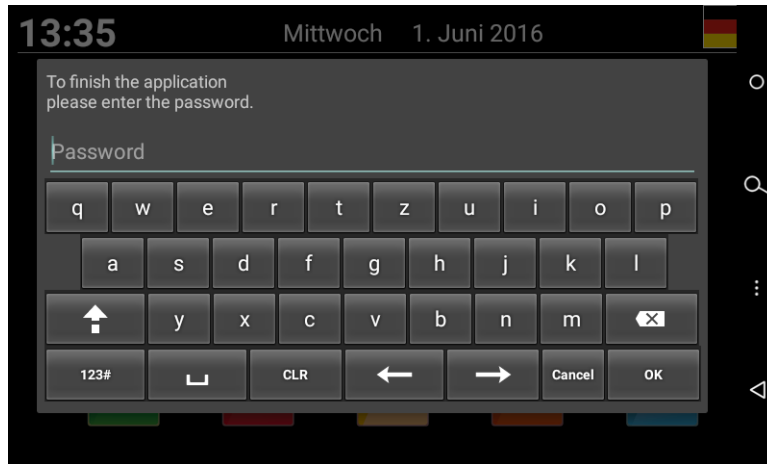 13:35 Mittwoch 1. Juni 2016
To finish the application
please enter the password.
Password
q w e r t z u i o p
a s d f g h j k l
y x c v b n m
123# CLR Cancel OK